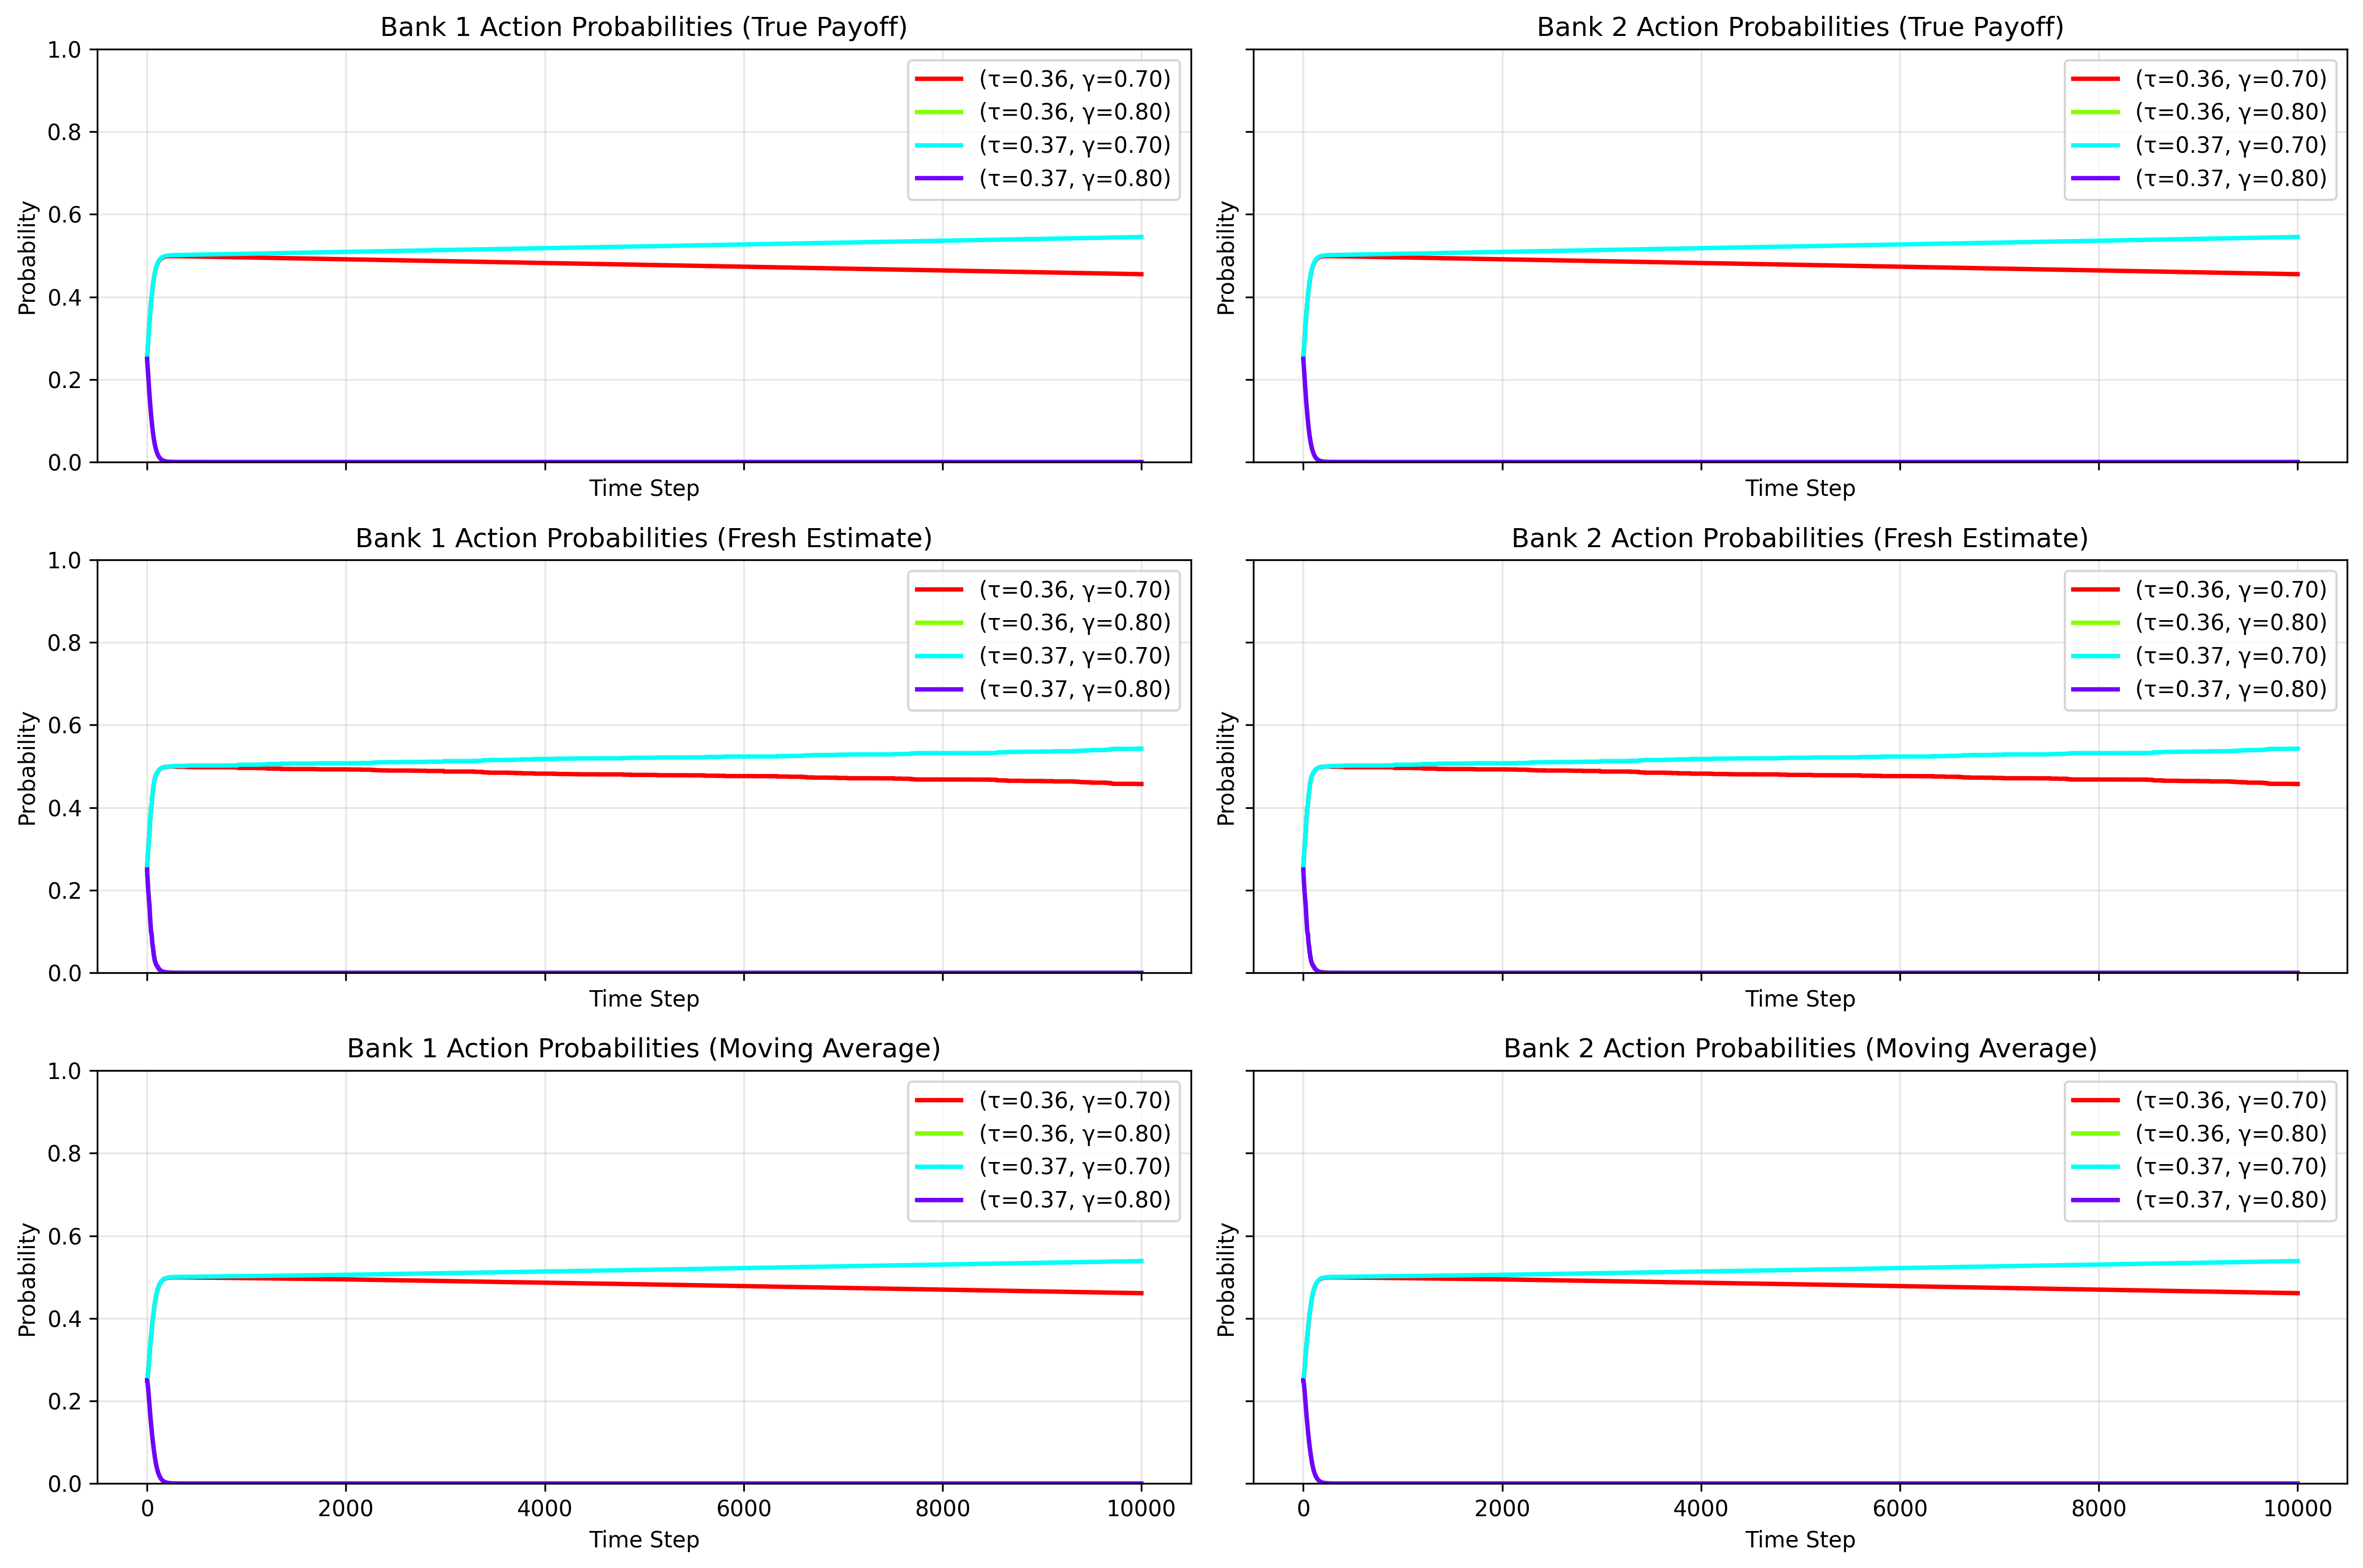 Bank 1 Action Probabilities (True Payoff)
Probability
1.0
0.8
0.6
0.4
0.2
0.0
(τ=0.36, γ=0.70)
(τ=0.36, γ=0.80)
(τ=0.37, γ=0.70)
(τ=0.37, γ=0.80)
Time Step
Bank 2 Action Probabilities (True Payoff)
Probability
(τ=0.36, γ=0.70)
(τ=0.36, γ=0.80)
(τ=0.37, γ=0.70)
(τ=0.37, γ=0.80)
Time Step
Bank 1 Action Probabilities (Fresh Estimate)
Probability
1.0
0.8
0.6
0.4
0.2
0.0
(τ=0.36, γ=0.70)
(τ=0.36, γ=0.80)
(τ=0.37, γ=0.70)
(τ=0.37, γ=0.80)
Time Step
Bank 2 Action Probabilities (Fresh Estimate)
Probability
(τ=0.36, γ=0.70)
(τ=0.36, γ=0.80)
(τ=0.37, γ=0.70)
(τ=0.37, γ=0.80)
Time Step
Bank 1 Action Probabilities (Moving Average)
Probability
1.0
0.8
0.6
0.4
0.2
0.0
(τ=0.36, γ=0.70)
(τ=0.36, γ=0.80)
(τ=0.37, γ=0.70)
(τ=0.37, γ=0.80)
0 2000 4000 6000 8000 10000
Time Step
Bank 2 Action Probabilities (Moving Average)
Probability
(τ=0.36, γ=0.70)
(τ=0.36, γ=0.80)
(τ=0.37, γ=0.70)
(τ=0.37, γ=0.80)
0 2000 4000 6000 8000 10000
Time Step